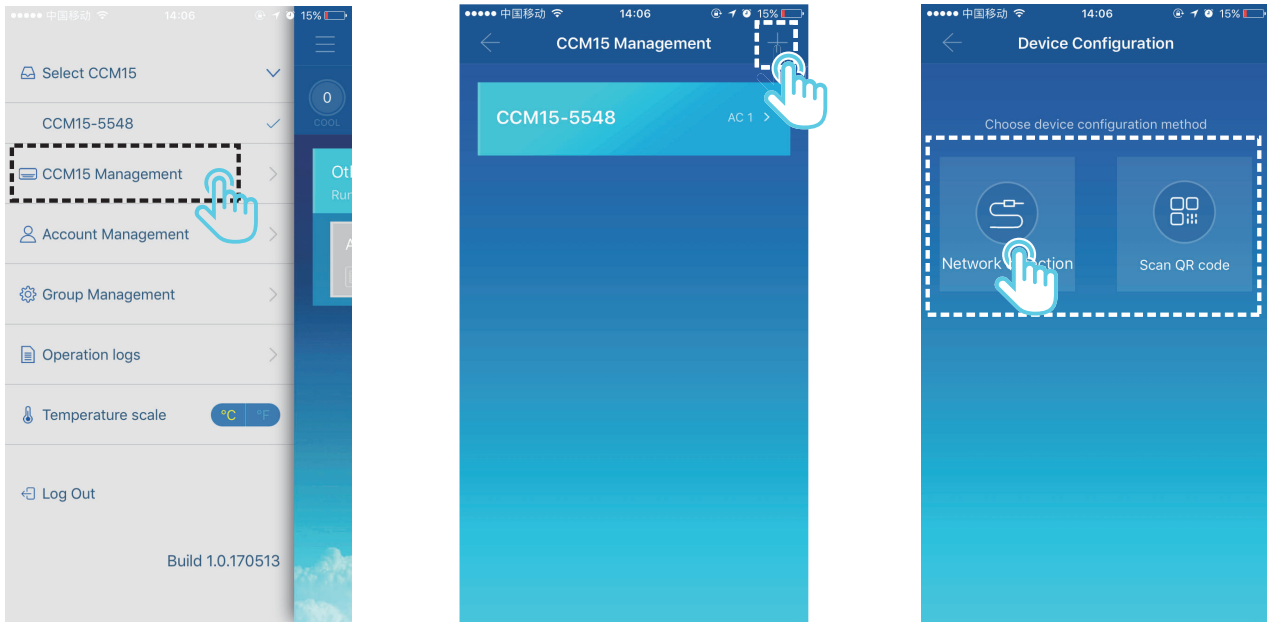 中国移动 14:06 15%
Select CCM15
CCM15-5548
CCM15 Management
Account Management
Group Management
Operation logs
Temperature scale °C °F
Log Out
Build 1.0.170513
0
COOL
中国移动 14:06 15%
CCM15 Management
CCM15-5548 AC 1
中国移动 14:06 15%
Device Configuration
Choose device configuration method
Network
Scan QR code